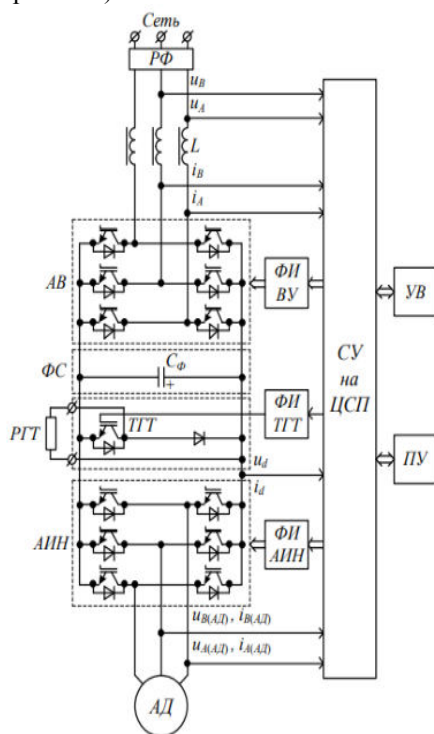 Сеть
РФ
u_B
u_A
L
i_B
i_A
АВ
ФИ
ВУ
СУ
на
ЦСП
УВ
ФС
C_Ф
+
ТГТ
ФИ
ТГТ
РГТ
ПУ
u_d
i_d
АИН
ФИ
АИН
u_B(АД), i_B(АД)
u_A(АД), i_A(АД)
АД